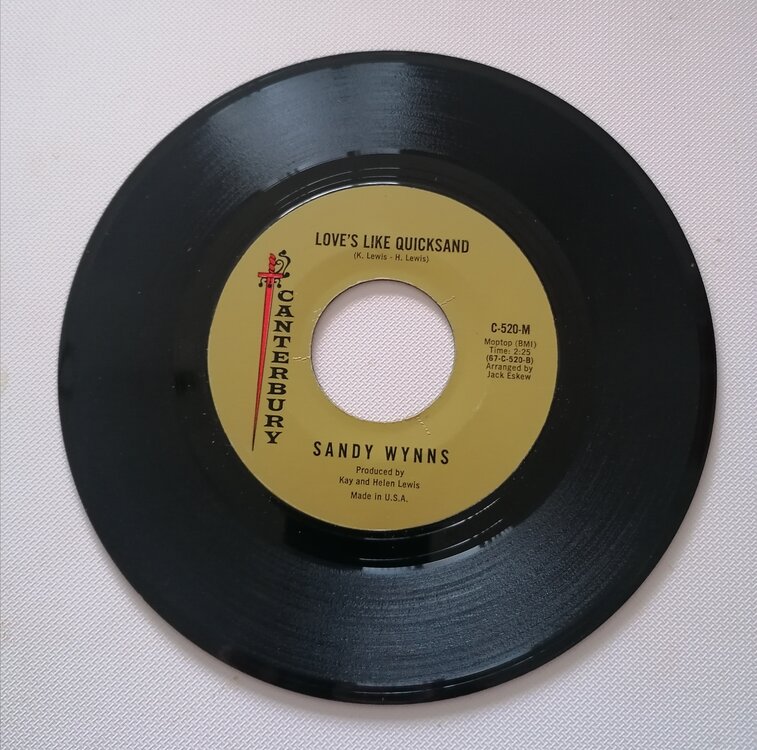 LOVE'S LIKE QUICKSAND
(K. Lewis - H. Lewis)
CANTERBURY
C-520-M
Moptop (BMI)
Time: 2:25
(67-C-520-B)
Arranged by
Jack Eskew
SANDY WYNNS
Produced by
Kay and Helen Lewis
Made in U.S.A.